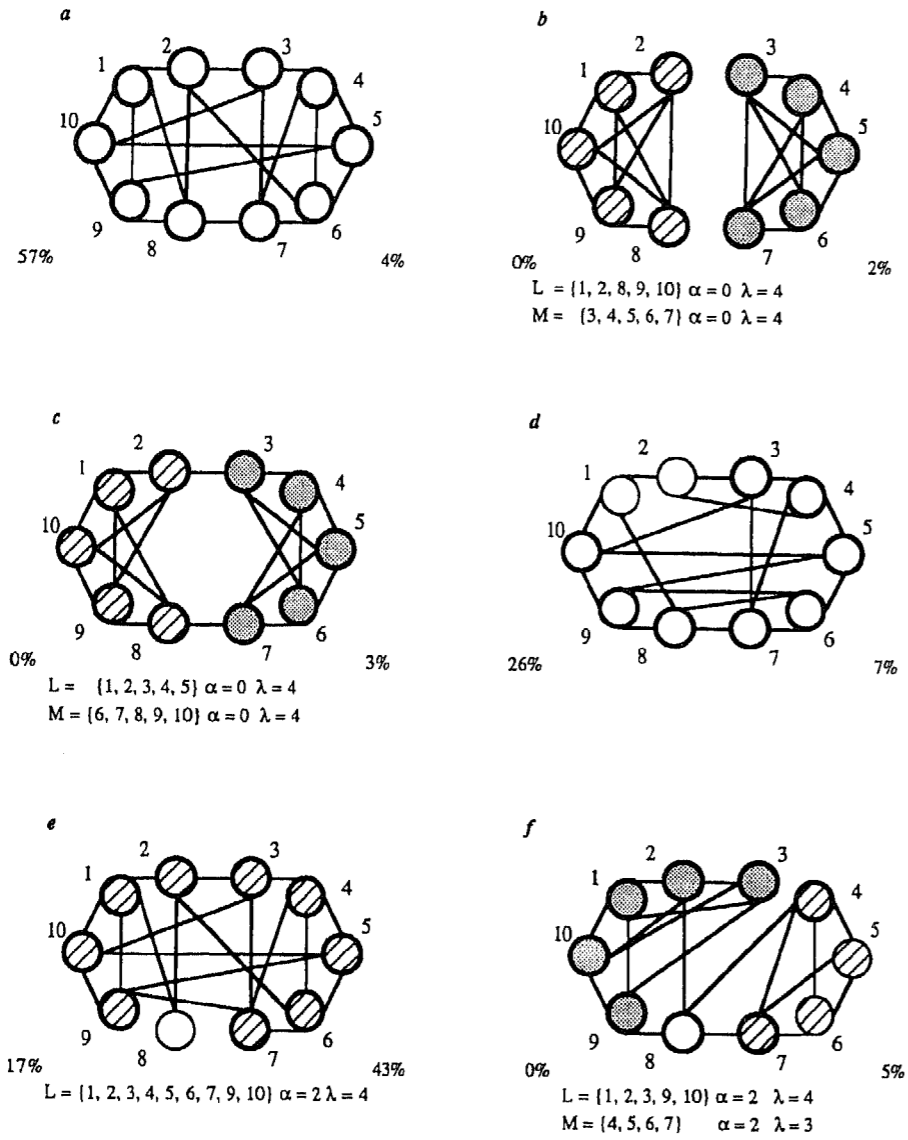 a
b
2 3
1 4
10 5
9 6
8 7
57% 4%
2 3
1 4
10 5
9 6
8 7
0% 2%
L = {1, 2, 8, 9, 10} α=0 λ=4
M = {3, 4, 5, 6, 7} α=0 λ=4
c
d
2 3
1 4
10 5
9 6
8 7
0% 3%
L = {1, 2, 3, 4, 5} α=0 λ=4
M = {6, 7, 8, 9, 10} α=0 λ=4
2 3
1 4
10 5
9 6
8 7
26% 7%
e
f
2 3
1 4
10 5
9 6
8 7
17% 43%
L = {1, 2, 3, 4, 5, 6, 7, 9, 10} α=2 λ=4
2 3
1 4
10 5
9 6
8 7
0% 5%
L = {1, 2, 3, 9, 10} α=2 λ=4
M = {4, 5, 6, 7} α=2 λ=3